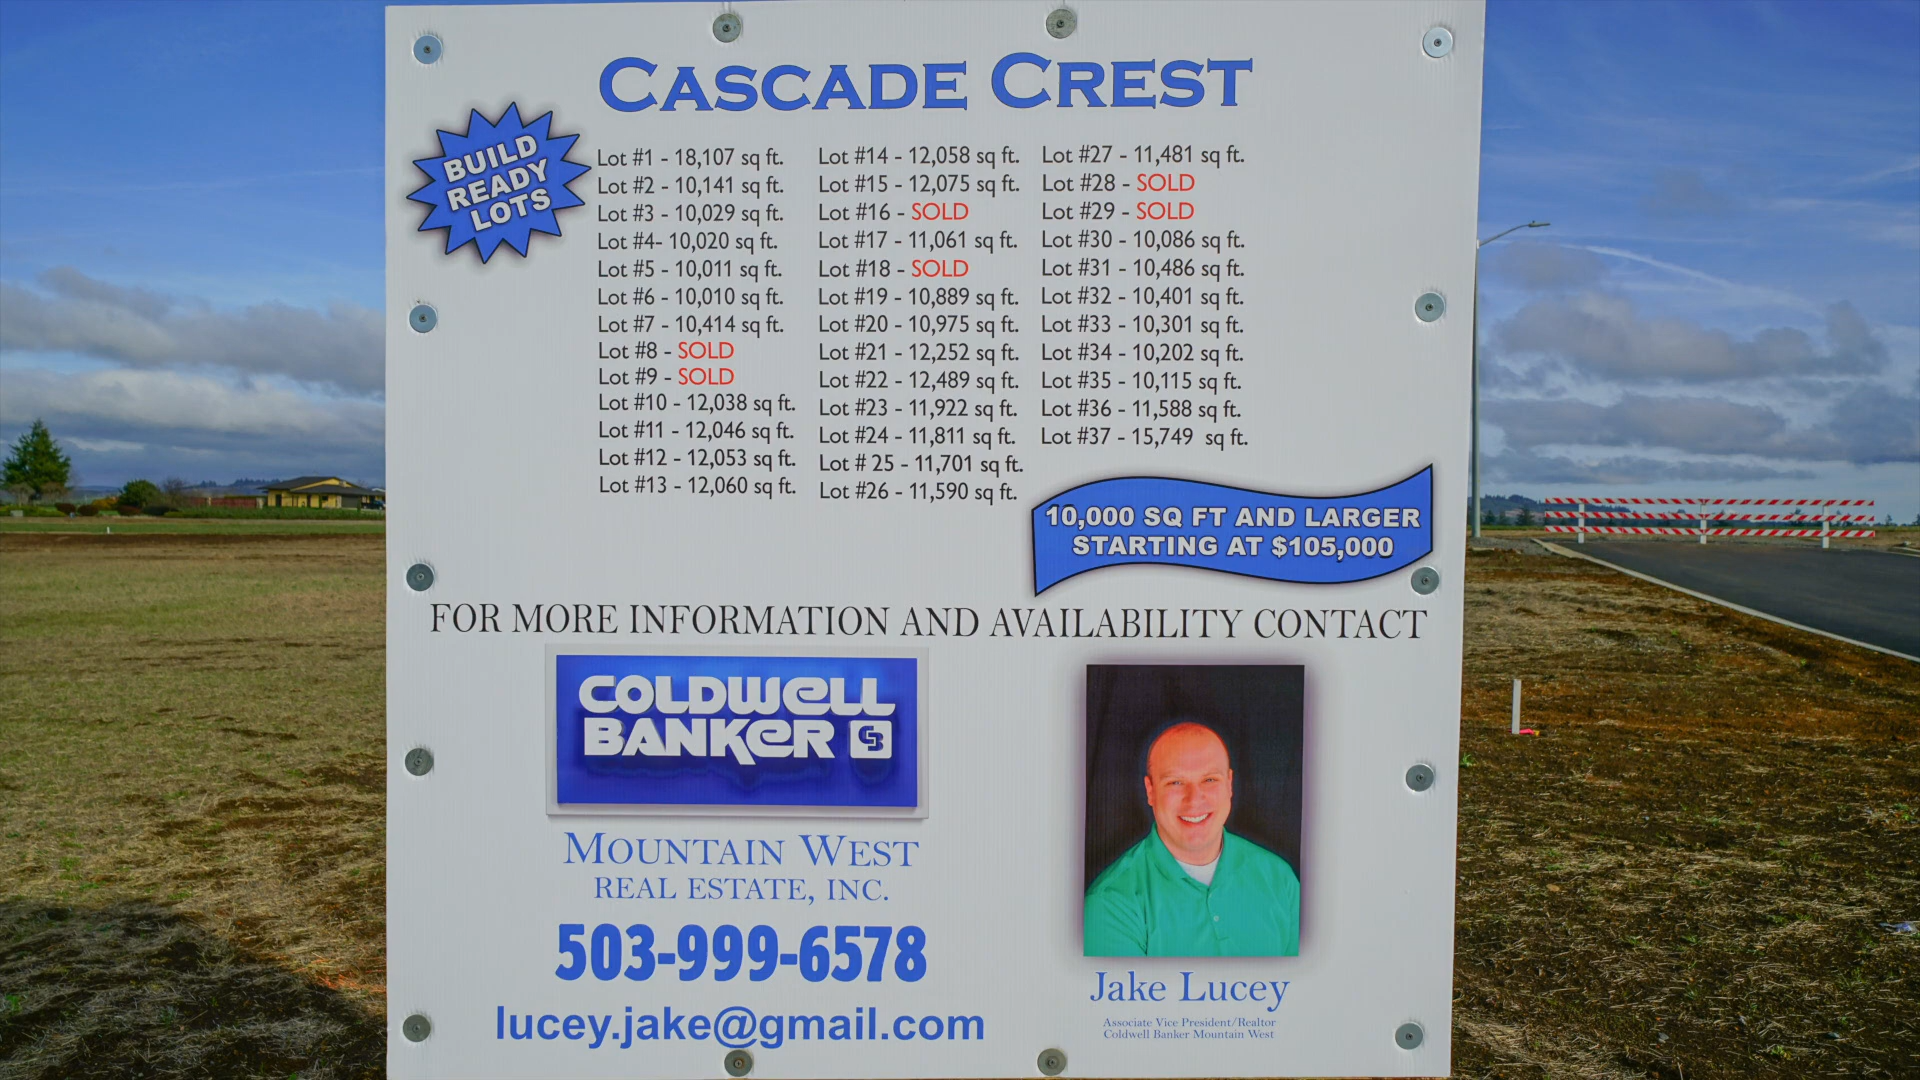 CASCADE CREST
BUILD
READY
LOTS
Lot #1 - 18,107 sq ft.
Lot #2 - 10,141 sq ft.
Lot #3 - 10,029 sq ft.
Lot #4- 10,020 sq ft.
Lot #5 - 10,011 sq ft.
Lot #6 - 10,010 sq ft.
Lot #7 - 10,414 sq ft.
Lot #8 - SOLD
Lot #9 - SOLD
Lot #10 - 12,038 sq ft.
Lot #11 - 12,046 sq ft.
Lot #12 - 12,053 sq ft.
Lot #13 - 12,060 sq ft.
Lot #14 - 12,058 sq ft.
Lot #15 - 12,075 sq ft.
Lot #16 - SOLD
Lot #17 - 11,061 sq ft.
Lot #18 - SOLD
Lot #19 - 10,889 sq ft.
Lot #20 - 10,975 sq ft.
Lot #21 - 12,252 sq ft.
Lot #22 - 12,489 sq ft.
Lot #23 - 11,922 sq ft.
Lot #24 - 11,811 sq ft.
Lot # 25 - 11,701 sq ft.
Lot #26 - 11,590 sq ft.
Lot #27 - 11,481 sq ft.
Lot #28 - SOLD
Lot #29 - SOLD
Lot #30 - 10,086 sq ft.
Lot #31 - 10,486 sq ft.
Lot #32 - 10,401 sq ft.
Lot #33 - 10,301 sq ft.
Lot #34 - 10,202 sq ft.
Lot #35 - 10,115 sq ft.
Lot #36 - 11,588 sq ft.
Lot #37 - 15,749 sq ft.
10,000 SQ FT AND LARGER
STARTING AT $105,000
FOR MORE INFORMATION AND AVAILABILITY CONTACT
COLDWELL
BANKER CB
MOUNTAIN WEST
REAL ESTATE, INC.
503-999-6578
lucey.jake@gmail.com
Jake Lucey
Associate Vice President/Realtor
Coldwell Banker Mountain West